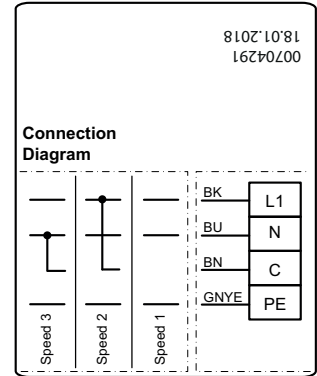 18.01.2018
00704291
Connection
Diagram
BK L1
BU N
BN C
GNYE PE
Speed 3
Speed 2
Speed 1